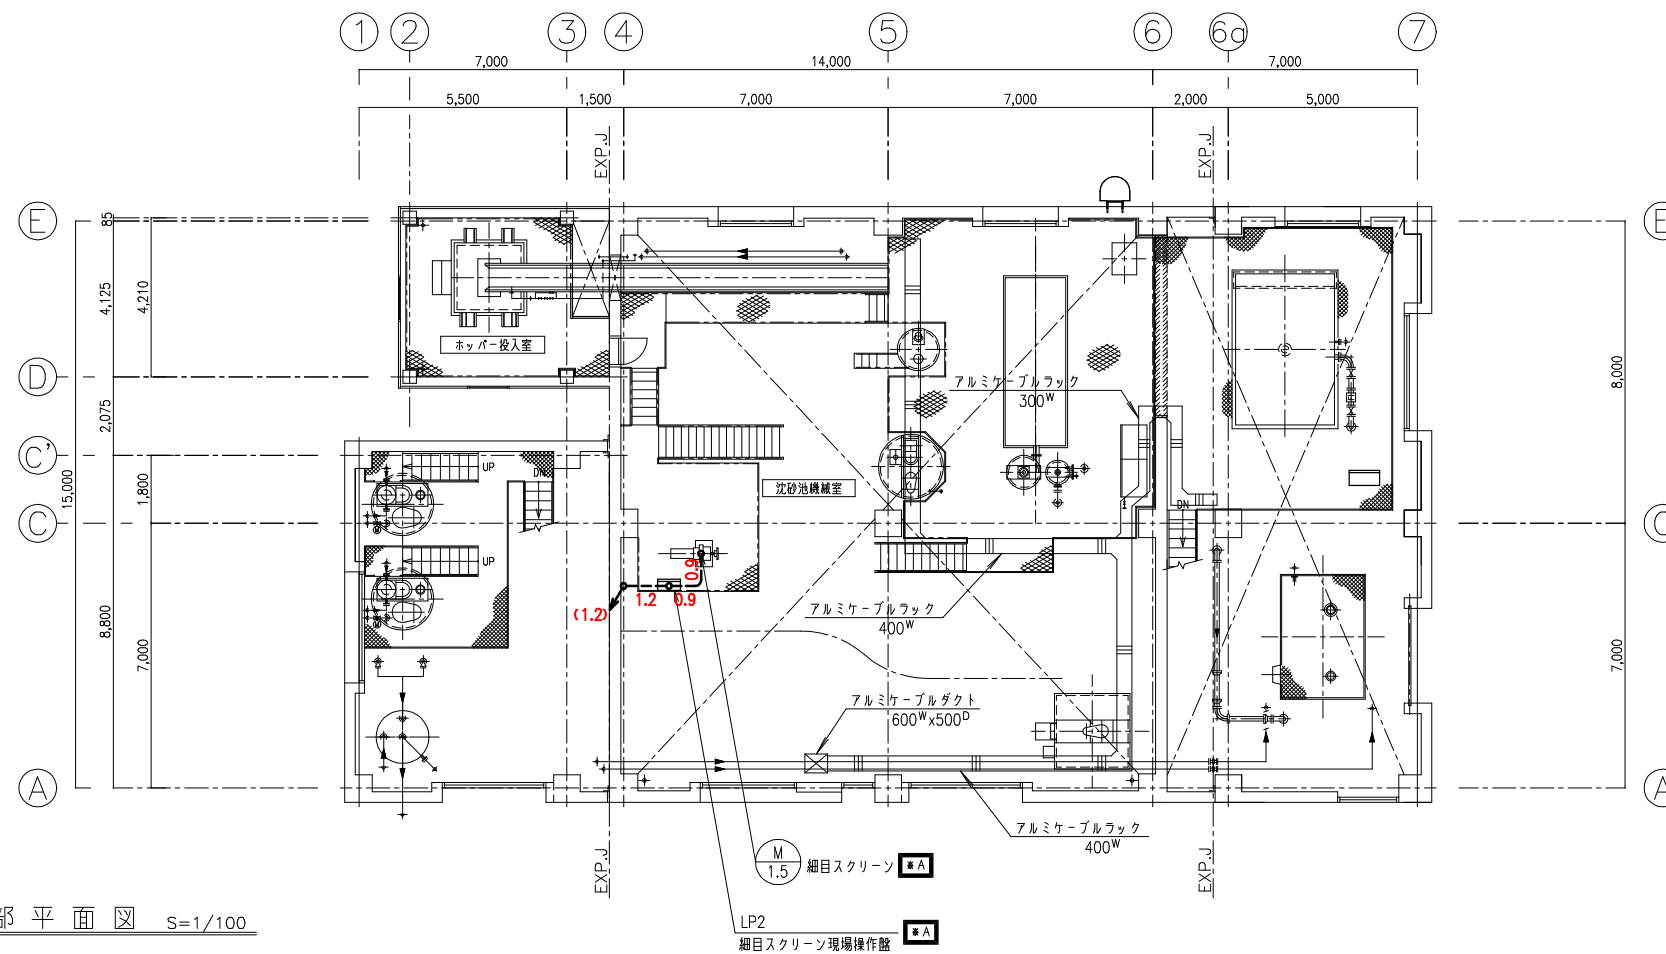 1 2 3 4 5 6 6a 7
7,000 14,000 7,000
5,500 1,500 7,000 7,000 2,000 5,000
EXP.J EXP.J
E E
85
4,125 4,210
ホッパー投入室
D
アルミケーブルラック
300W
8,000
2,075
C'
UP DN
15,000 1,800
沈砂池機械室
DN
C C
UP
0.9
1.2 0.9
(1.2)
アルミケーブルラック
400W
8,800 7,000 7,000
アルミケーブルダクト
600Wx500D
A A
アルミケーブルラック
400W
M
1.5
細目スクリーン ※A
EXP.J EXP.J
部平面図 S=1/100
LP2
細目スクリーン現場操作盤 ※A